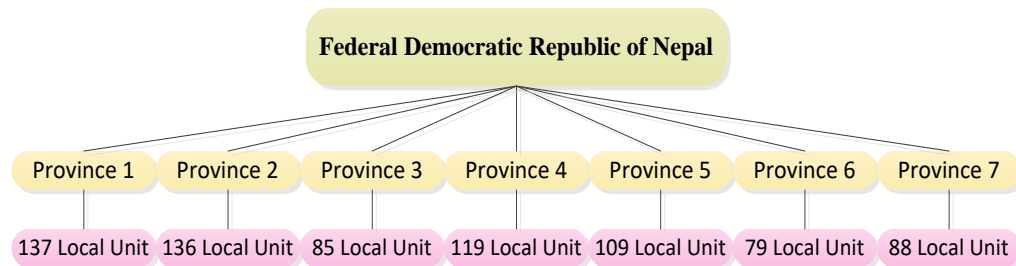 Federal Democratic Republic of Nepal
Province 1 Province 2 Province 3 Province 4 Province 5 Province 6 Province 7
137 Local Unit 136 Local Unit 85 Local Unit 119 Local Unit 109 Local Unit 79 Local Unit 88 Local Unit